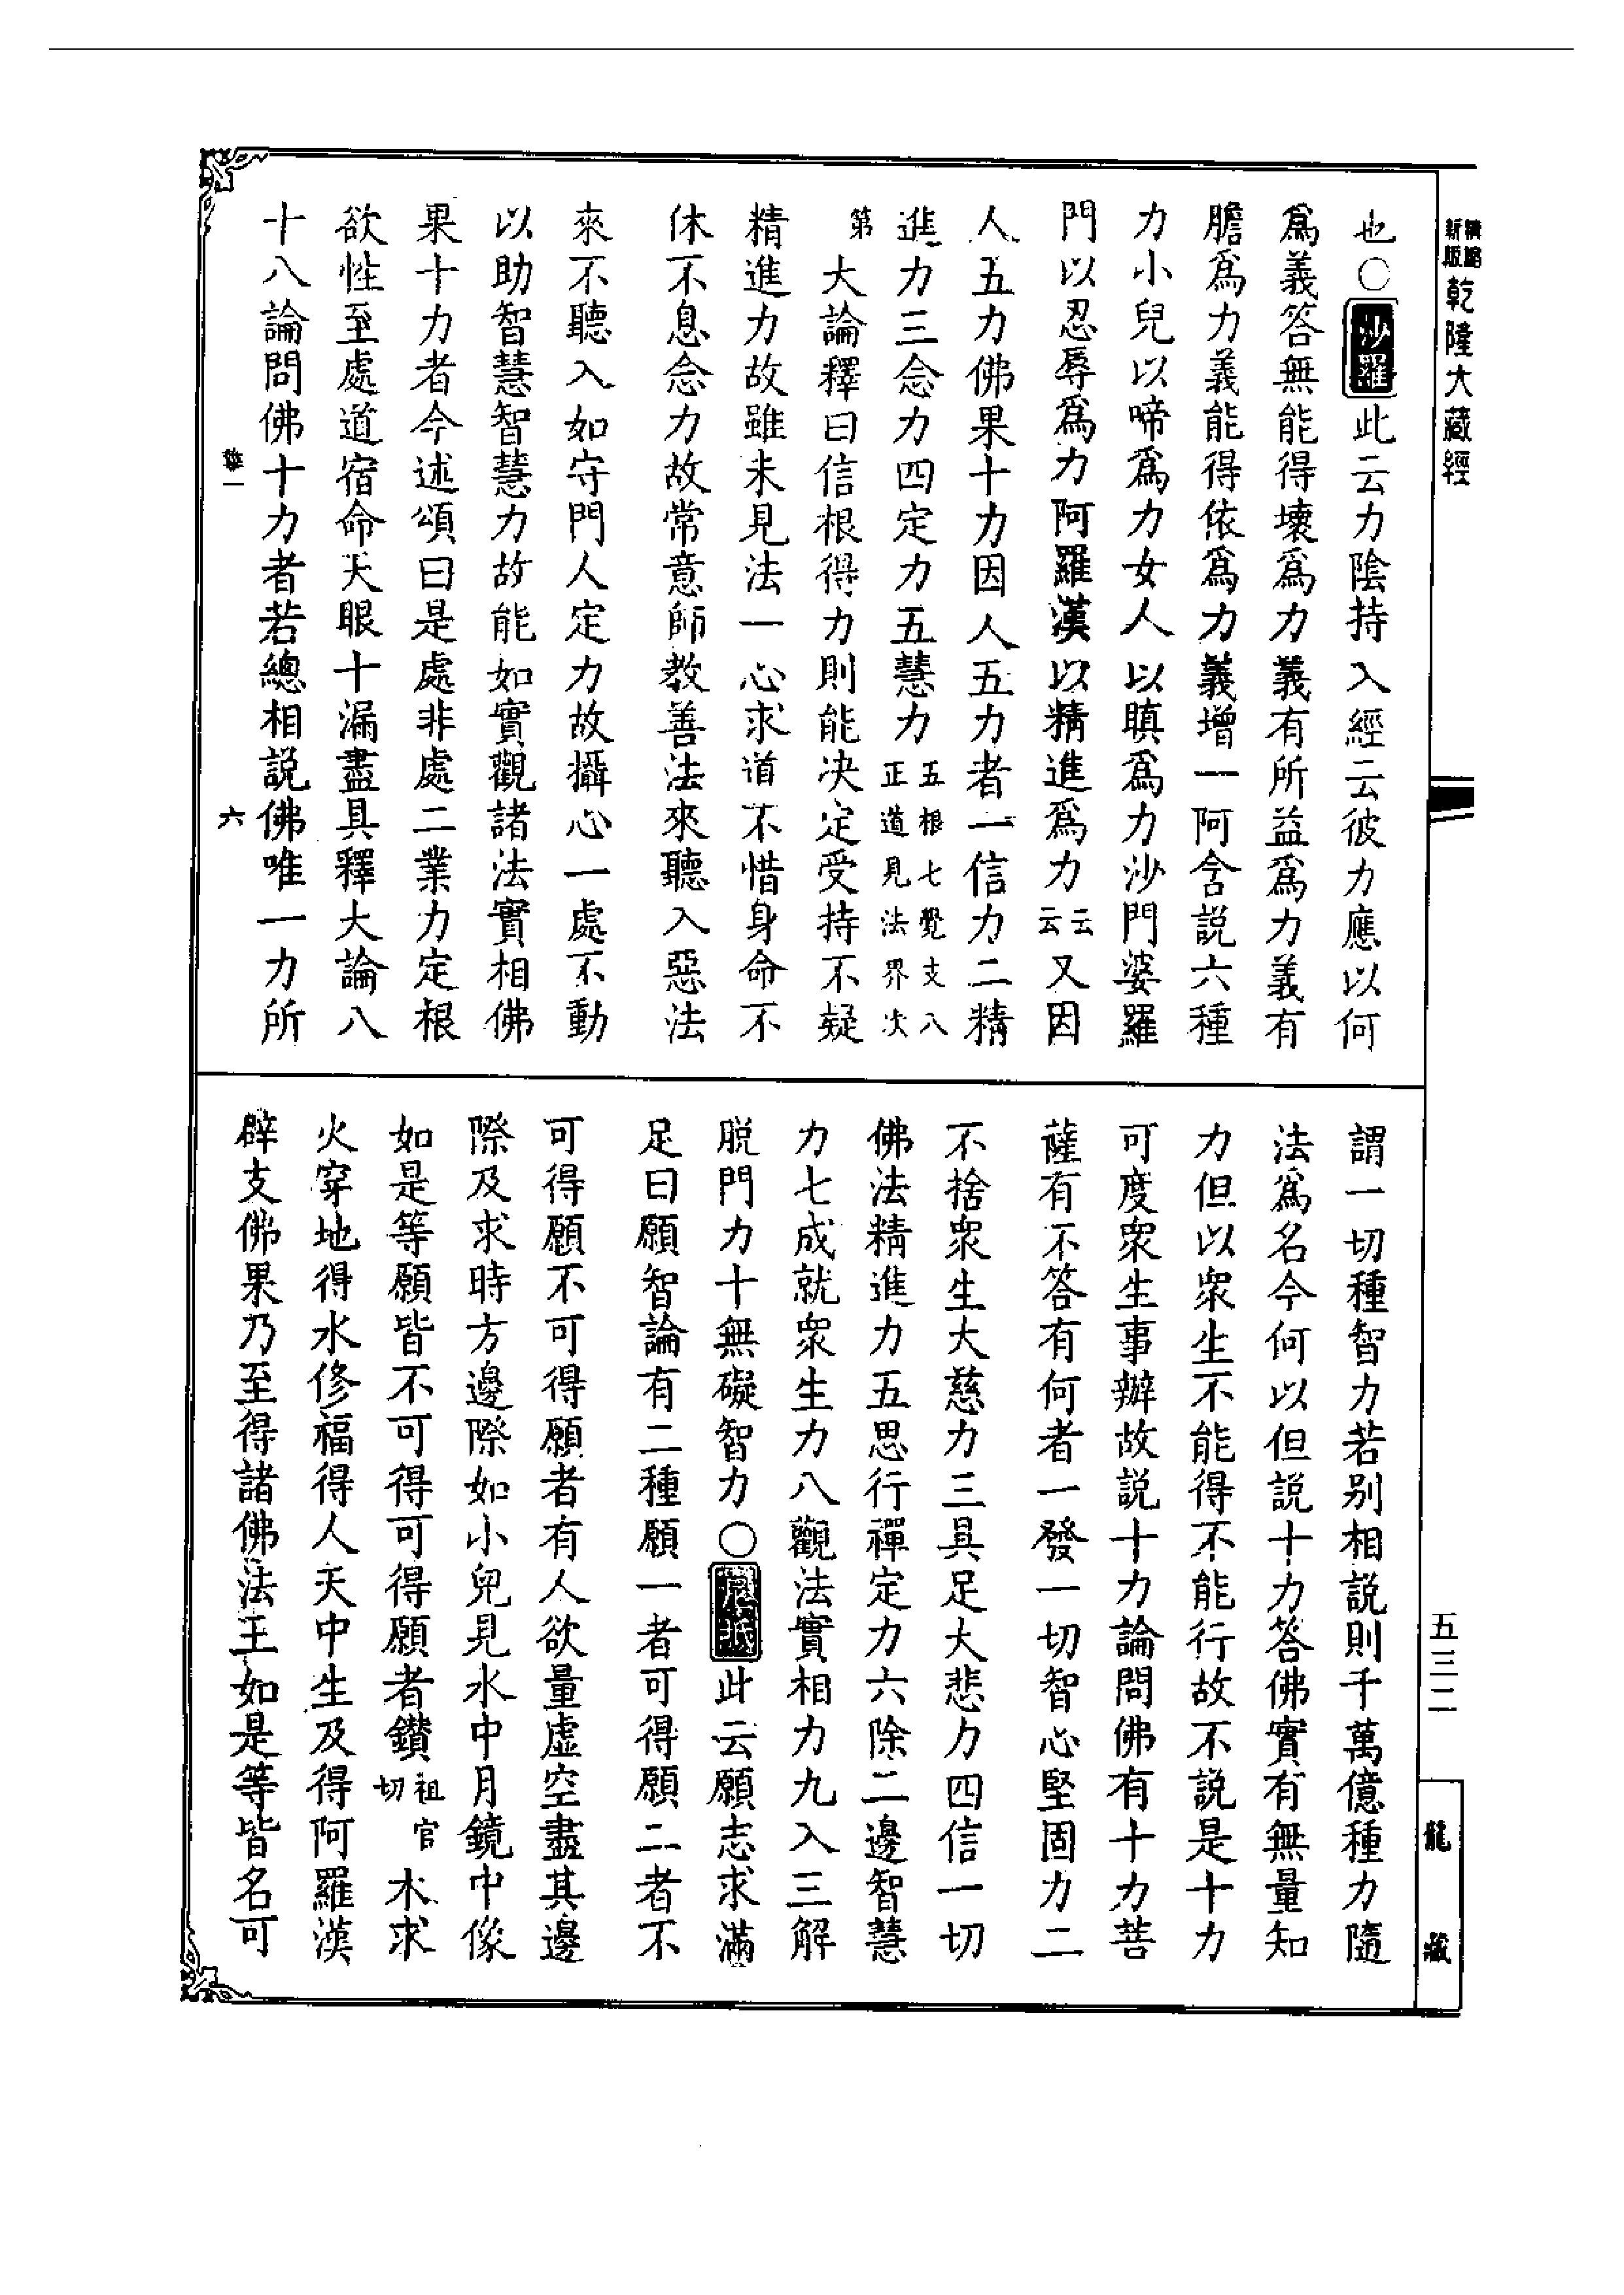 新版
乾隆大藏經
也○沙羅此云力陰持入經云彼力應以何
爲義答無能得壞爲力義有所益爲力義有
膽爲力義能得依爲力義增一阿含説六種
力小兒以啼爲力女人以瞋爲力沙門婆羅
門以忍辱爲力阿羅漢以精進爲力云云又因
人五力佛果十力因人五力者一信力二精
進力三念力四定力五慧力五根七覺支八正道見法界次
第大論釋曰信根得力則能决定受持不疑
精進力故雖未見法一心求道不惜身命不
休不息念力故常意師教善法來聽入惡法
來不聽入如守門人定力故攝心一處不動
以助智慧智慧力故能如實觀諸法實相佛
果十力者今述頌曰是處非處二業力定根
欲性至處道宿命天眼十漏盡具釋大論八
十八論問佛十力者若總相説佛唯一力所
六
謂一切種智力若别相説則千萬億種力隨
法爲名今何以但説十力答佛實有無量知
力但以衆生不能得不能行故不説是十力
可度衆生事辦故説十力論問佛有十力菩
薩有不答有何者一發一切智心堅固力二
不捨衆生大慈力三具足大悲力四信一切
佛法精進力五思行禪定力六除二邊智慧
力七成就衆生力八觀法實相力九入三解
脱門力十無礙智力○此云願志求滿
足曰願智論有二種願一者可得願二者不
可得願不可得願者有人欲量虚空盡其邊
際及求時方邊際如小兒見水中月鏡中像
如是等願皆不可得可得願者鑽祖官切木求
火穿地得水修福得人天中生及得阿羅漢
辟支佛果乃至得諸佛法王如是等皆名可
五三二
龍藏